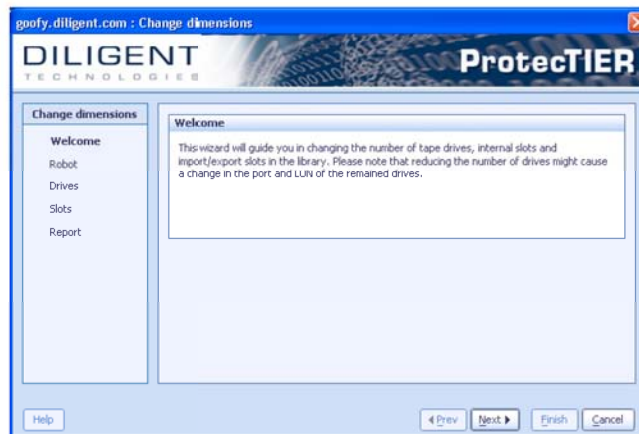 goofy.diligent.com : Change dimensions
DILIGENT
TECHNOLOGIES
ProtecTIER
Change dimensions
Welcome
Robot
Drives
Slots
Report
Welcome
This wizard will guide you in changing the number of tape drives, internal slots and
import/export slots in the library. Please note that reducing the number of drives might cause
a change in the port and LUN of the remained drives.
Help
Prev
Next
Finish
Cancel